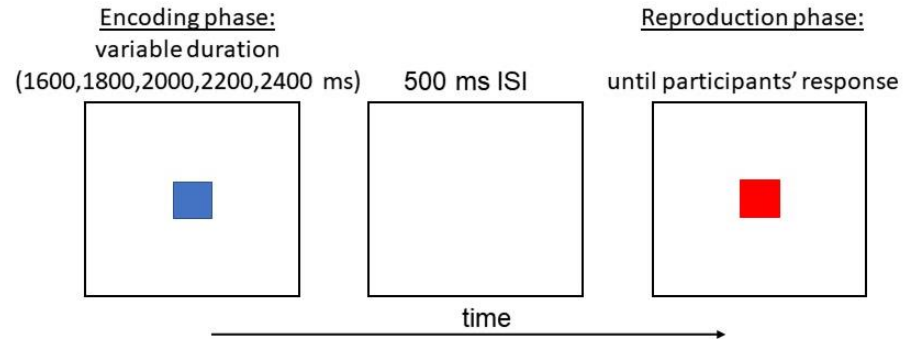 Encoding phase:
variable duration
(1600,1800,2000,2200,2400 ms)
500 ms ISI
Reproduction phase:
until participants' response
time